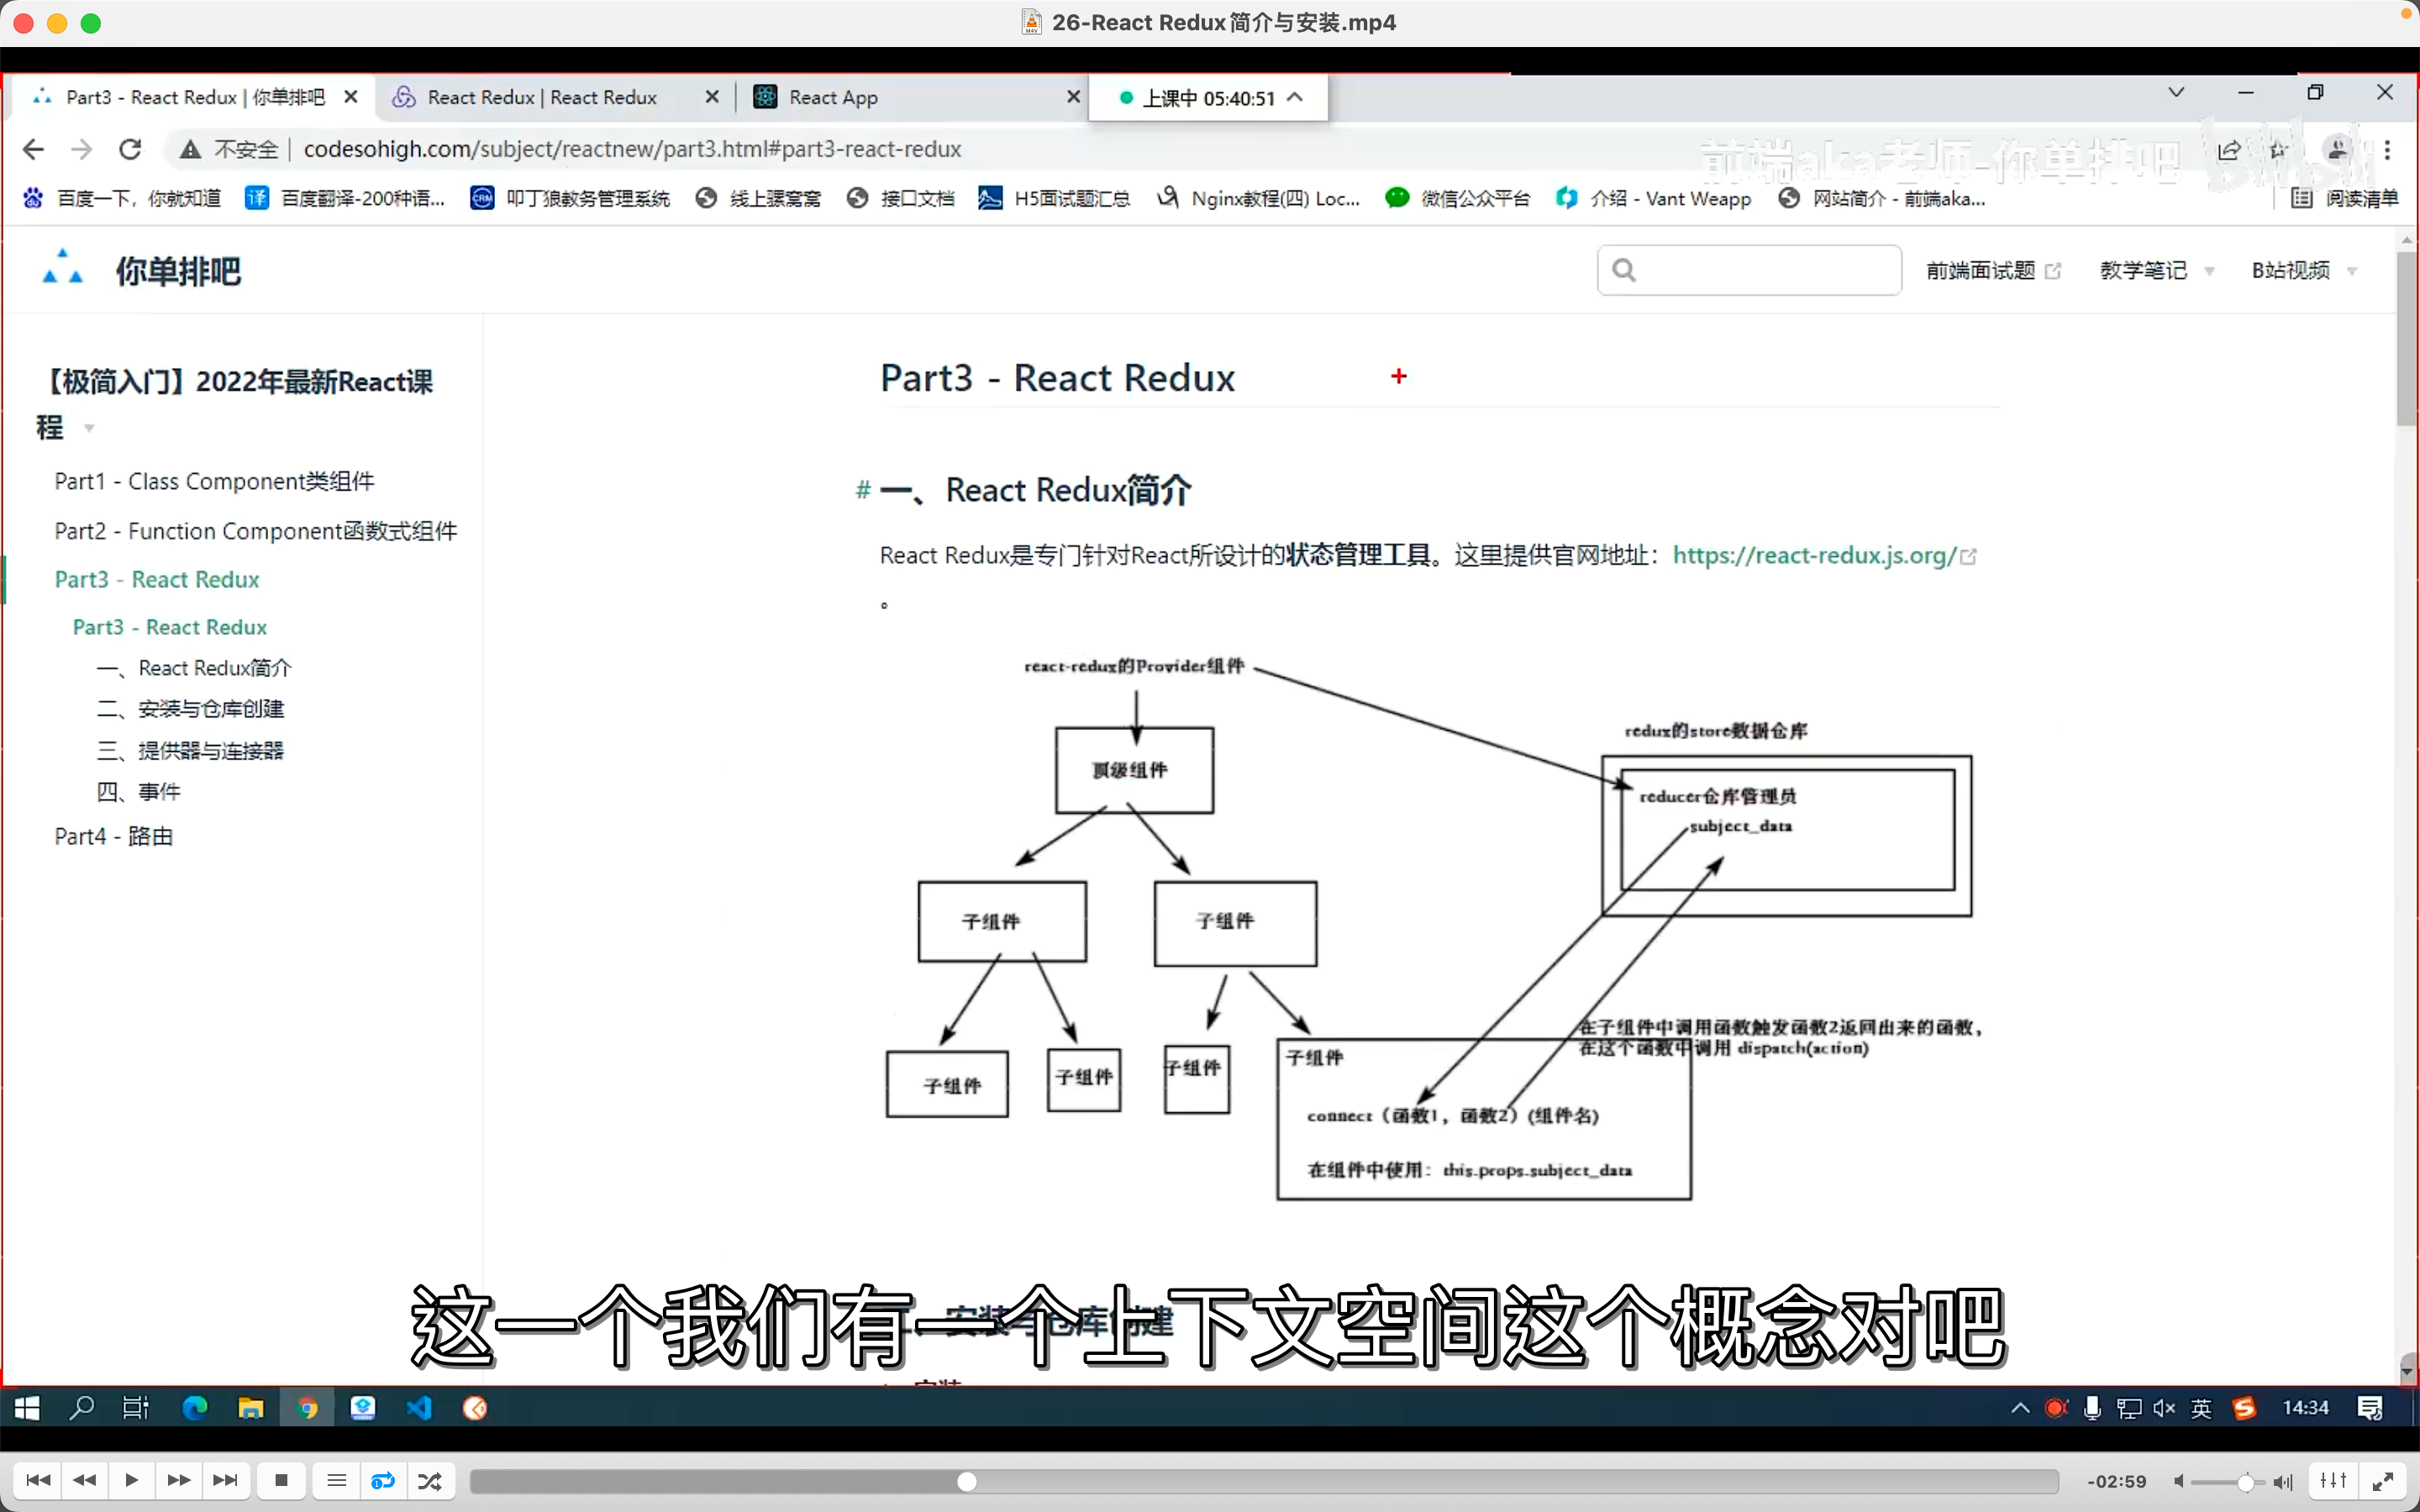 26-React Redux简介与安装.mp4
Part3 - React Redux | 你单排吧
React Redux | React Redux
React App
上课中 05:40:51
不安全
codesohigh.com/subject/reactnew/part3.html#part3-react-redux
前端aka老师-你单排吧 bilibili
百度一下，你就知道
百度翻译-200种语...
叩丁狼教务管理系统
线上骡窝窝
接口文档
H5面试题汇总
Nginx教程(四) Loc...
微信公众平台
介绍 - Vant Weapp
网站简介 - 前端aka...
阅读清单
你单排吧
前端面试题
教学笔记
B站视频
【极简入门】2022年最新React课
程
Part1 - Class Component类组件
Part2 - Function Component函数式组件
Part3 - React Redux
Part3 - React Redux
一、React Redux简介
二、安装与仓库创建
三、提供器与连接器
四、事件
Part4 - 路由
Part3 - React Redux
# 一、React Redux简介
React Redux是专门针对React所设计的状态管理工具。这里提供官网地址：https://react-redux.js.org/
。
react-redux的Provider组件
redux的store数据仓库
顶级组件
reducer仓库管理员
subject_data
子组件
子组件
在子组件中调用函数触发函数2返回出来的函数，
在这个函数中调用 dispatch(action)
子组件
子组件
子组件
子组件
connect（函数1，函数2）(组件名)
在组件中使用：this.props.subject_data
二、安装与仓库创建
这一个我们有一个上下文空间这个概念对吧
英
14:34
-02:59